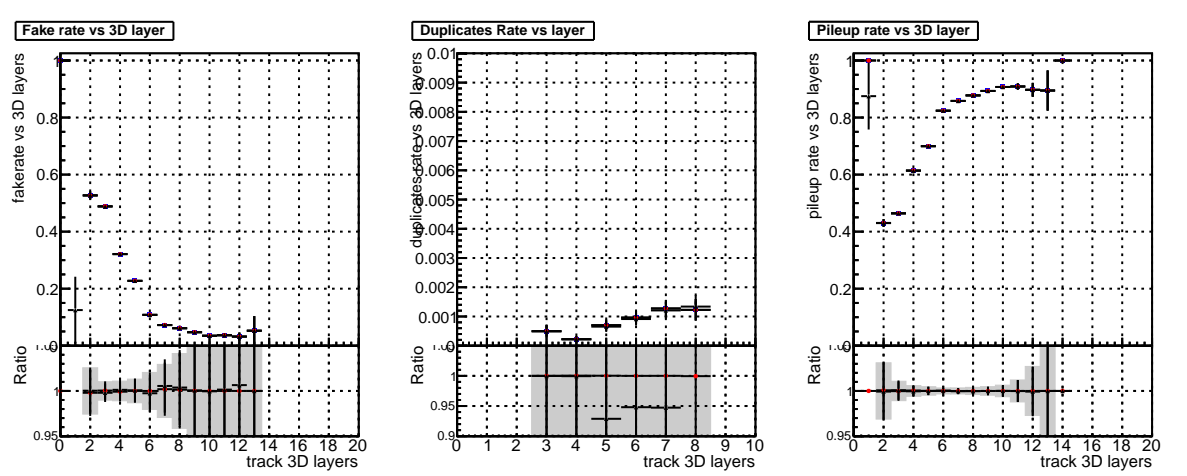 Fake rate vs 3D layer
fakerate vs 3D layers
1
0.8
0.6
0.4
0.2
Ratio
1
0.95
0 2 4 6 8 10 12 14 16 18 20
track 3D layers
Duplicates Rate vs layer
duplicates rate vs 3D layers
0.01
0.009
0.008
0.007
0.006
0.005
0.004
0.003
0.002
0.001
0
Ratio
1
0.95
0.9
0 1 2 3 4 5 6 7 8 9 10
track 3D layers
Pileup rate vs 3D layer
pileup rate vs 3D layers
1
0.8
0.6
0.4
0.2
Ratio
1
0.95
0 2 4 6 8 10 12 14 16 18 20
track 3D layers